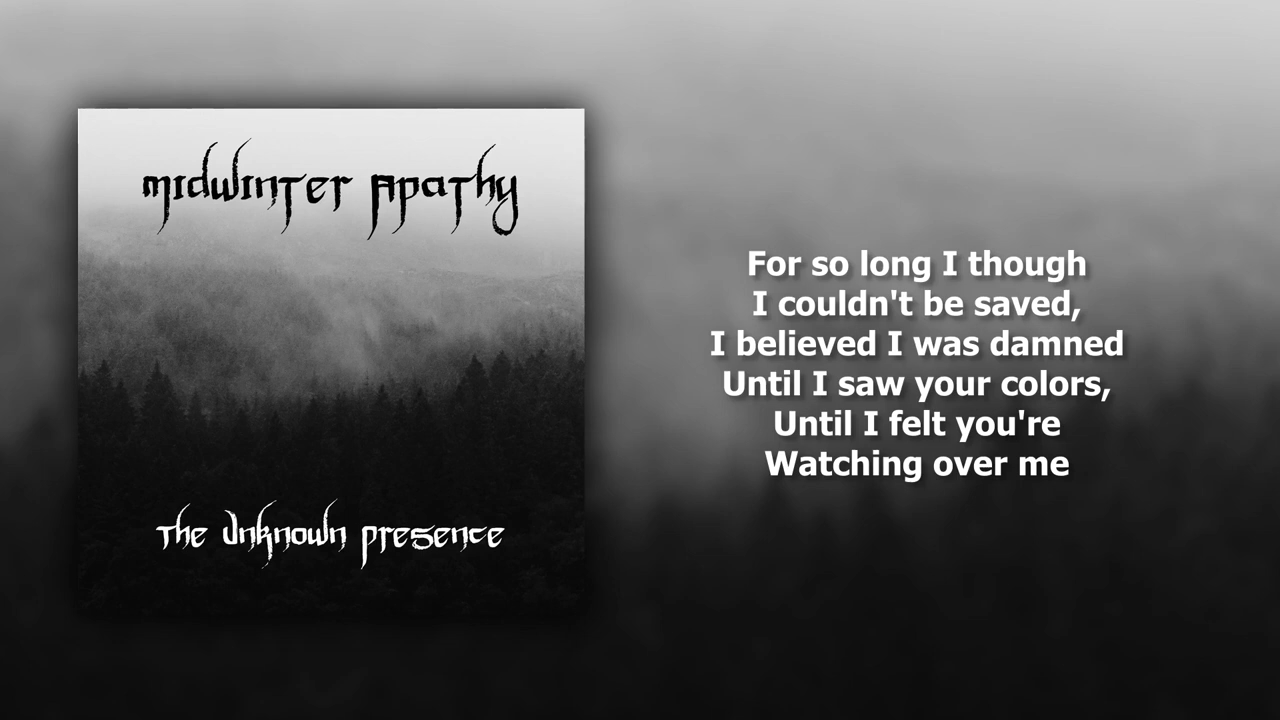 Midwinter Apathy
The Unknown Presence
For so long I though
I couldn't be saved,
I believed I was damned
Until I saw your colors,
Until I felt you're
Watching over me